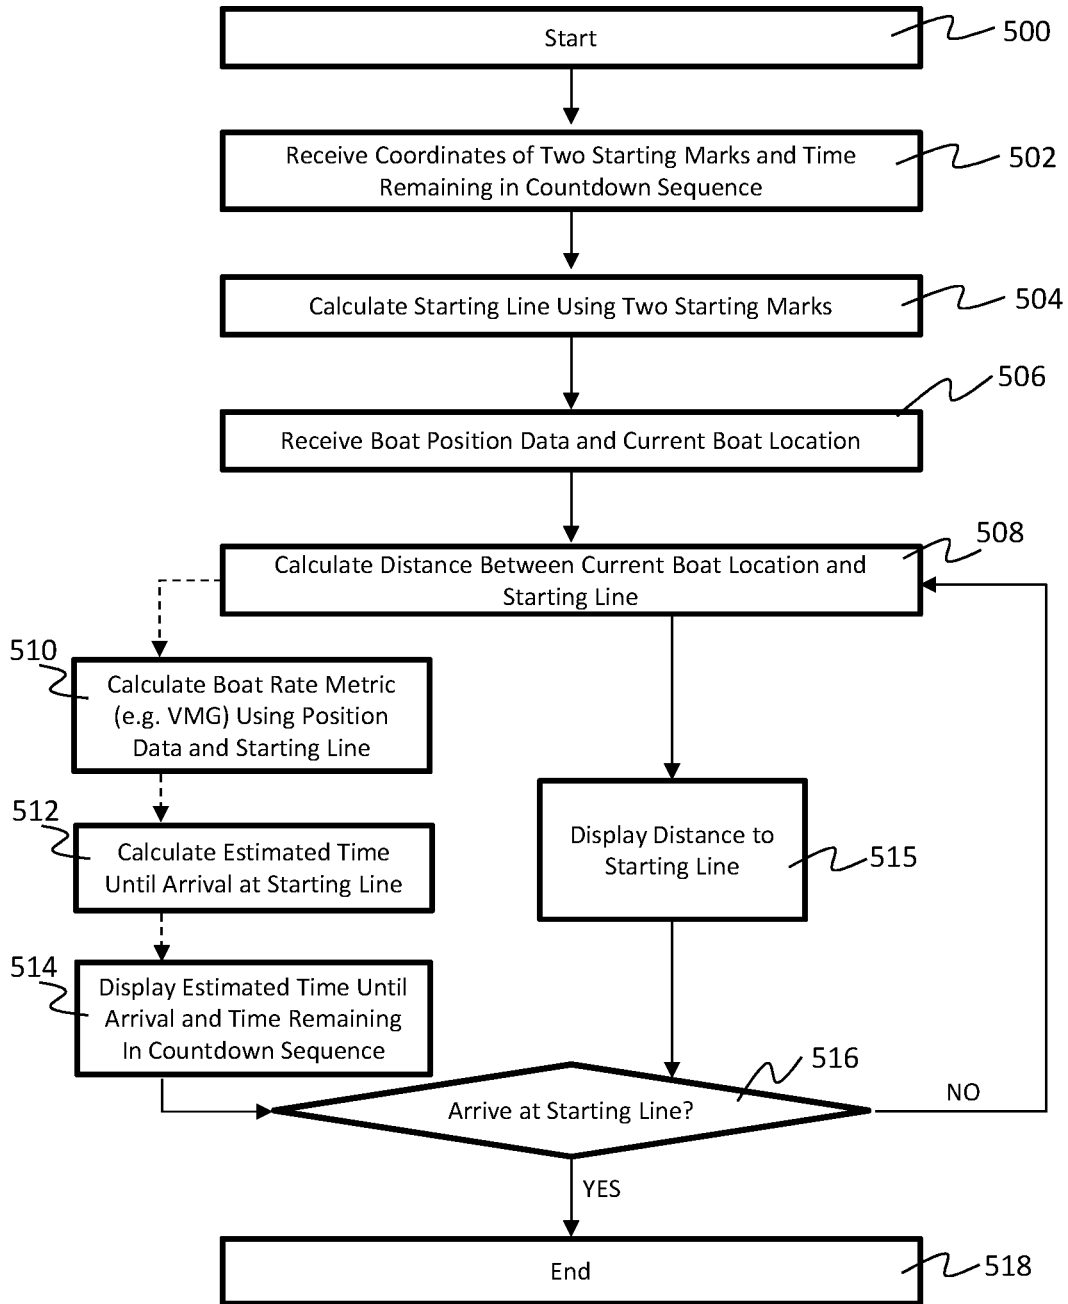 Start
500
Receive Coordinates of Two Starting Marks and Time
Remaining in Countdown Sequence
502
Calculate Starting Line Using Two Starting Marks
504
506
Receive Boat Position Data and Current Boat Location
508
Calculate Distance Between Current Boat Location and
Starting Line
510
Calculate Boat Rate Metric
(e.g. VMG) Using Position
Data and Starting Line
512
Calculate Estimated Time
Until Arrival at Starting Line
Display Distance to
Starting Line
515
514
Display Estimated Time Until
Arrival and Time Remaining
In Countdown Sequence
516
Arrive at Starting Line?
NO
YES
End
518